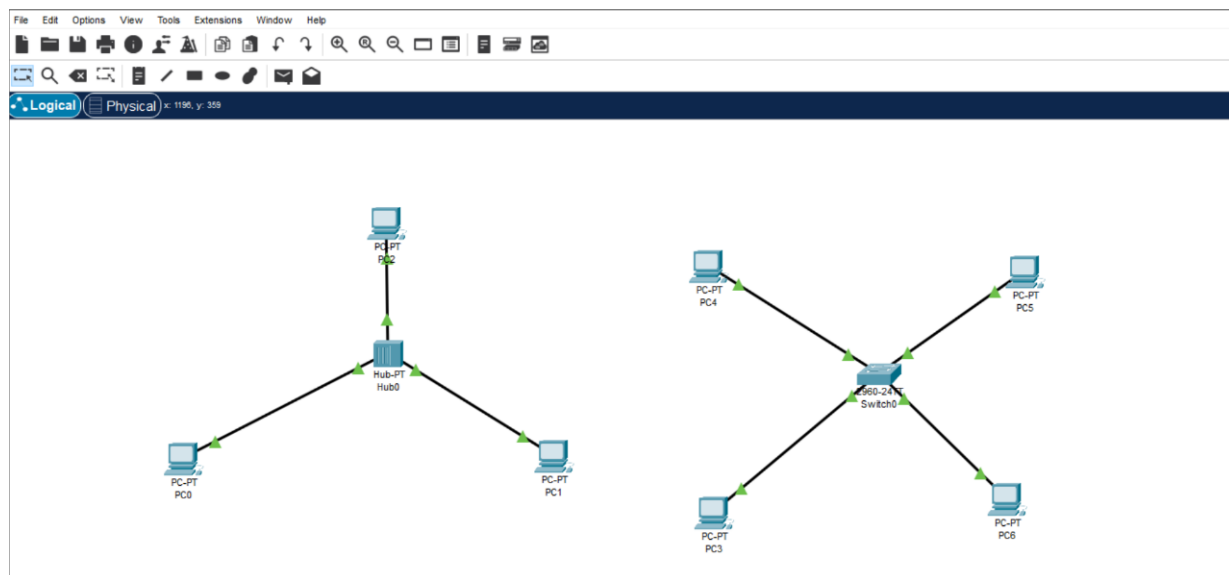 File Edit Options View Tools Extensions Window Help
Logical Physical x: 1196, y: 359
PC-PT
PC2
PC-PT
PC4
PC-PT
PC5
Hub-PT
Hub0
2960-24TT
Switch0
PC-PT
PC0
PC-PT
PC1
PC-PT
PC3
PC-PT
PC6